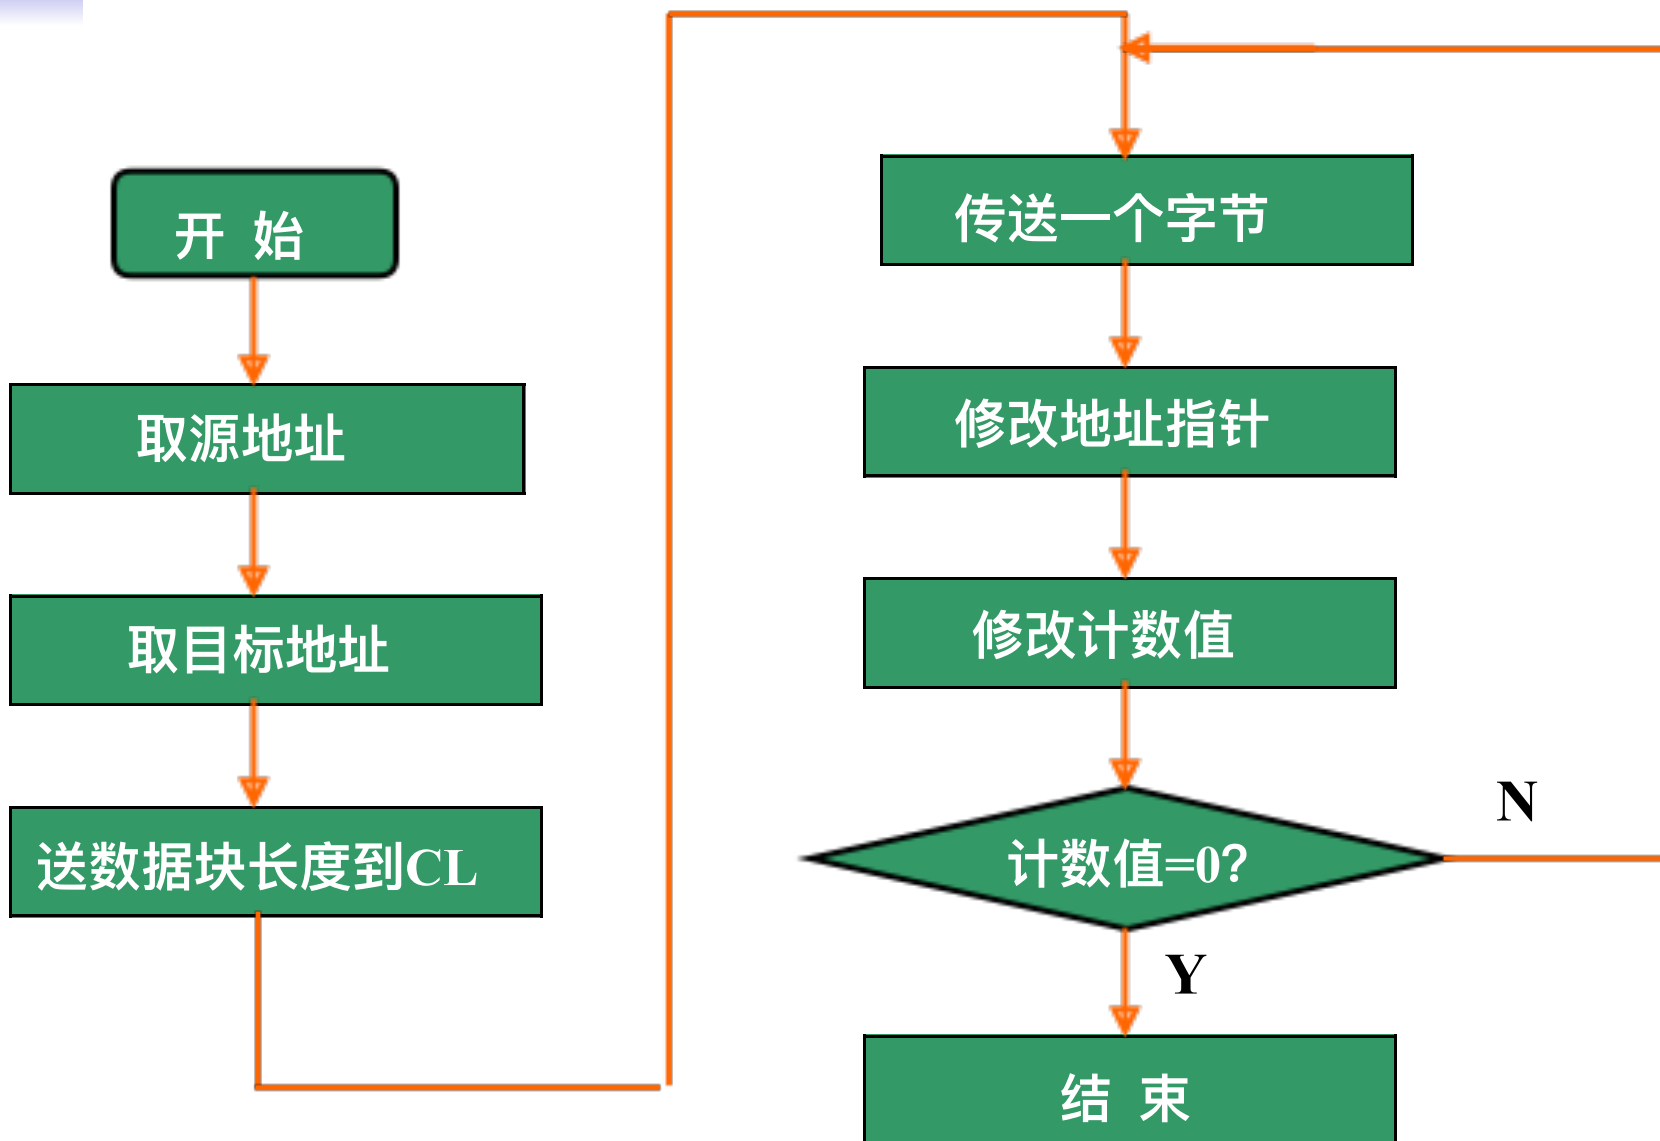 开 始
取源地址
取目标地址
送数据块长度到CL
传送一个字节
修改地址指针
修改计数值
计数值=0?
N
Y
结 束